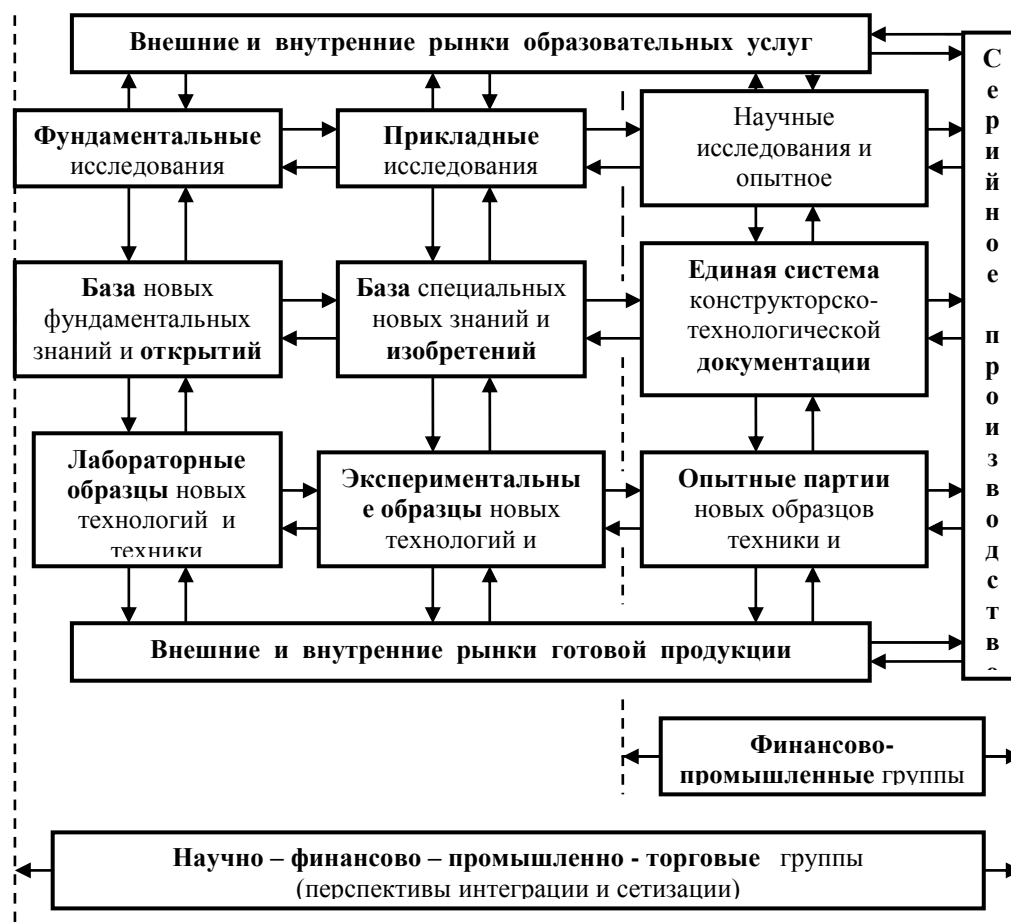 Внешние и внутренние рынки образовательных услуг
Фундаментальные
исследования
Прикладные
исследования
Научные
исследования и
опытное
База новых
фундаментальных
знаний и открытий
База специальных
новых знаний и
изобретений
Единая система
конструкторско-
технологической
документации
Лабораторные
образцы новых
технологий и
техники
Экспериментальны
е образцы новых
технологий и
Опытные партии
новых образцов
техники и
Серийное производство
Внешние и внутренние рынки готовой продукции
Финансово-
промышленные группы
Научно – финансово – промышленно - торговые группы
(перспективы интеграции и сетизации)